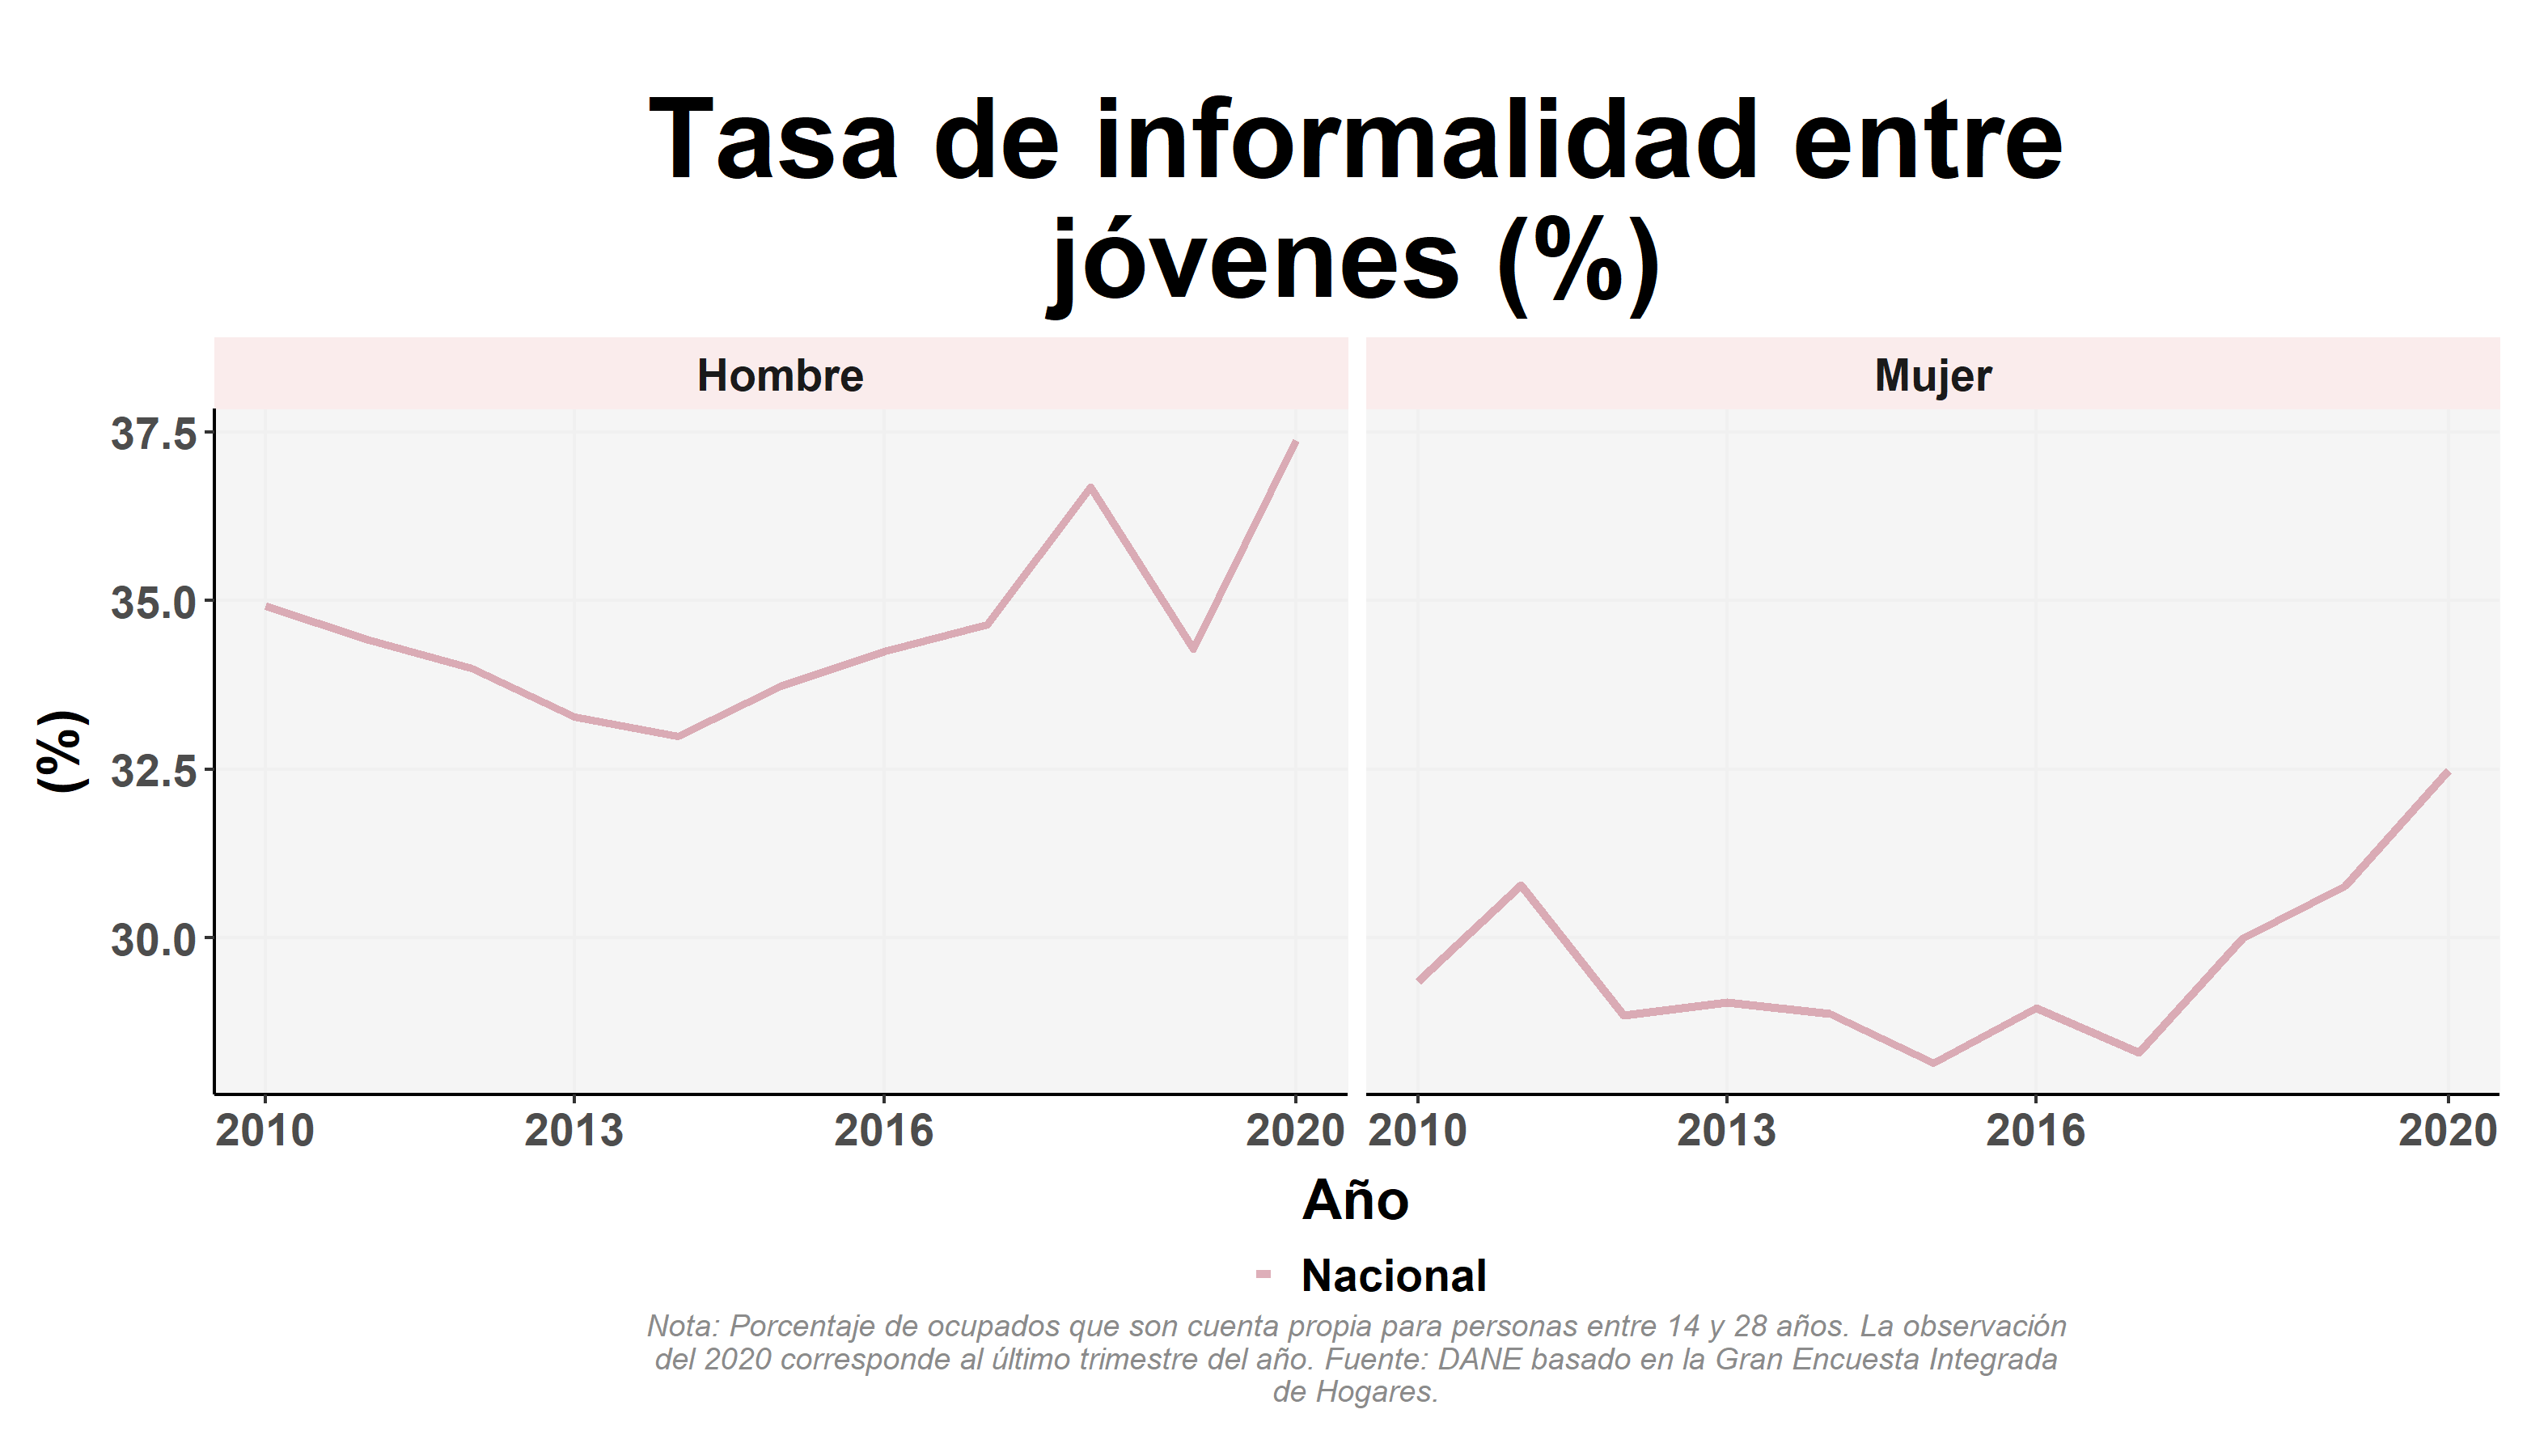 Tasa de informalidad entre
jóvenes (%)
Hombre
Mujer
37.5
35.0
32.5
30.0
(%)
2010 2013 2016 2020
2010 2013 2016 2020
Año
Nacional
Nota: Porcentaje de ocupados que son cuenta propia para personas entre 14 y 28 años. La observación
del 2020 corresponde al último trimestre del año. Fuente: DANE basado en la Gran Encuesta Integrada
de Hogares.